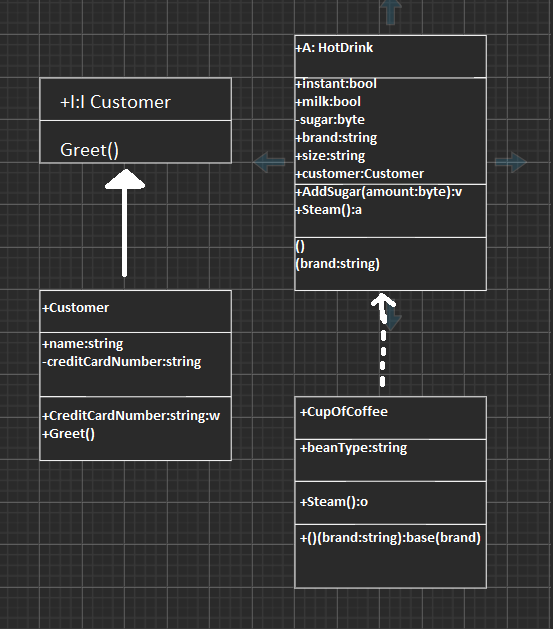 +I:I Customer
Greet()
+Customer
+name:string
-creditCardNumber:string
+CreditCardNumber:string:w
+Greet()
+A: HotDrink
+instant:bool
+milk:bool
-sugar:byte
+brand:string
+size:string
+customer:Customer
+AddSugar(amount:byte):v
+Steam():a
()
(brand:string)
+CupOfCoffee
+beanType:string
+Steam():o
+()(brand:string):base(brand)